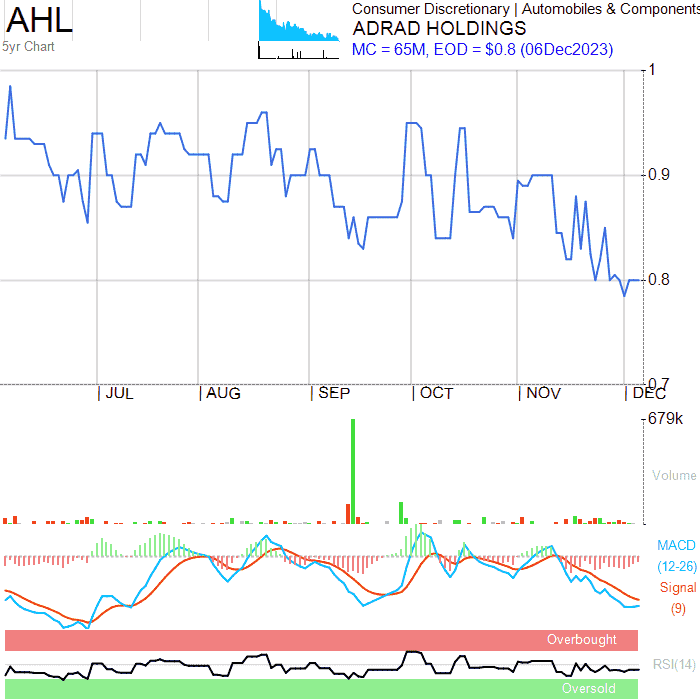 AHL
5yr Chart
Consumer Discretionary | Automobiles & Components
ADRAD HOLDINGS
MC = 65M, EOD = $0.8 (06Dec2023)
1
0.9
0.8
0.7
| JUL | AUG | SEP | OCT | NOV | DEC
679k
Volume
MACD
(12-26)
Signal
(9)
Overbought
RSI(14)
Oversold